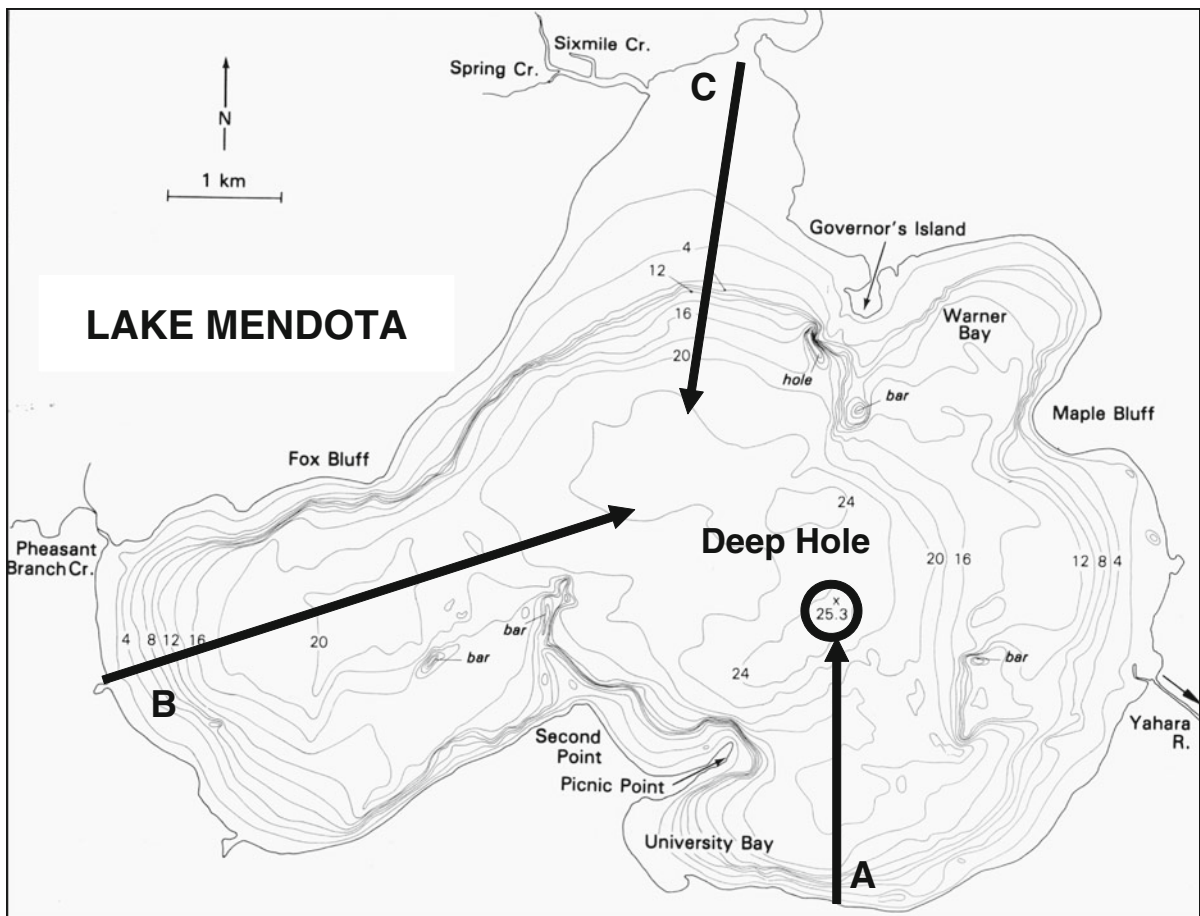 Sixmile Cr.
Spring Cr.
C
N
1 km
Governor's Island
4
12
LAKE MENDOTA
16
Warner
Bay
20
hole
bar
Maple Bluff
Fox Bluff
24
Pheasant
Branch Cr.
Deep Hole
20 16
12 8 4
x
25.3
4 8 12 16
20
bar
bar
bar
24
B
Second
Point
Yahara
R.
Picnic Point
University Bay
A